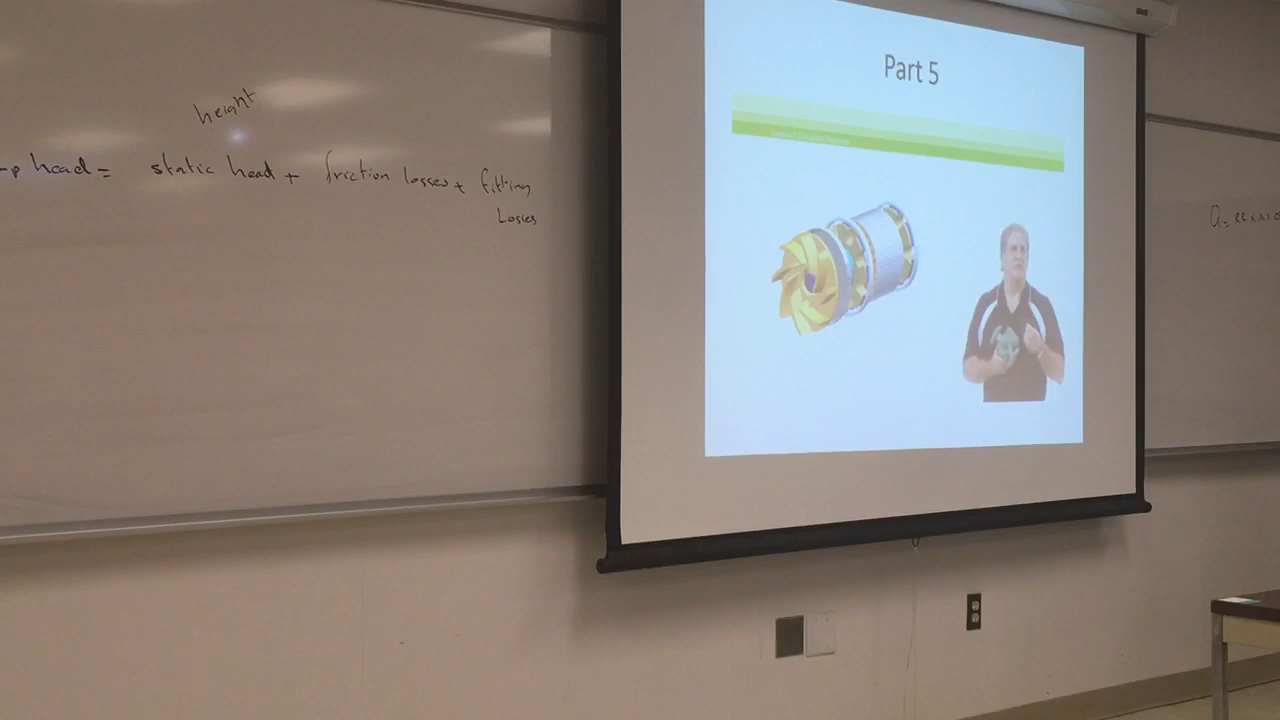 height
p head = static head + friction losses + fitting
Losses
Part 5